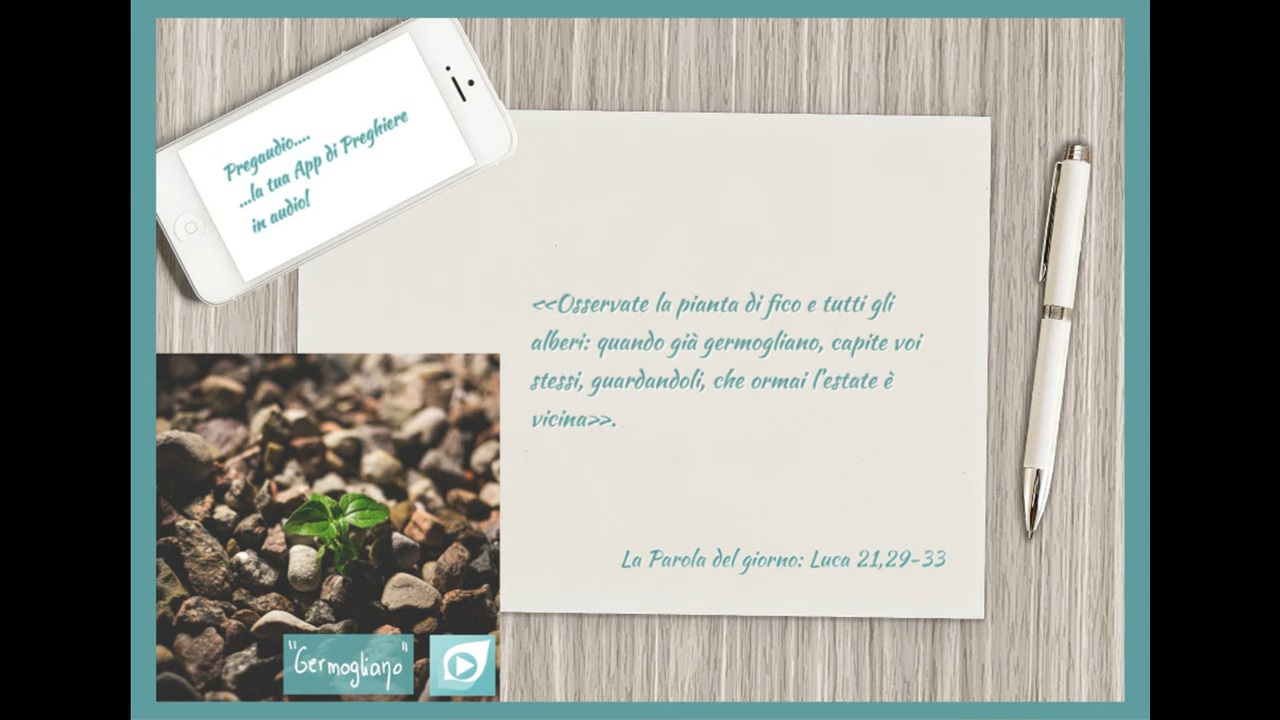 Pregaudio....
...la tua App di Preghiere
in audio!
<<Osservate la pianta di fico e tutti gli
alberi: quando già germogliano, capite voi
stessi, guardandoli, che ormai l'estate è
vicina>>.
La Parola del giorno: Luca 21,29-33
"Germogliano"